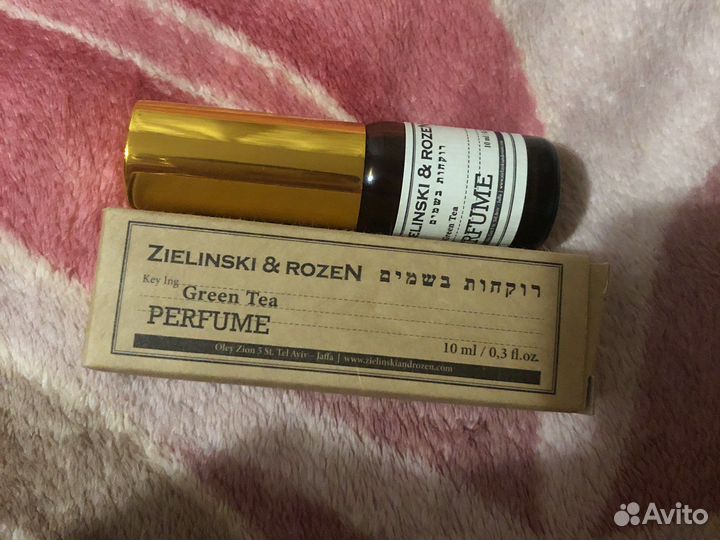 ZIELINSKI & ROZEN
רוקחות בשמים
Green Tea
PERFUME
10 ml
ZIELINSKI & ROZEN רוקחות בשמים
Key Ing
Green Tea
PERFUME
10 ml / 0,3 fl.oz.
Oley Zion 5 St. Tel Aviv – Jaffa | www.zielinskiandrozen.com
Avito